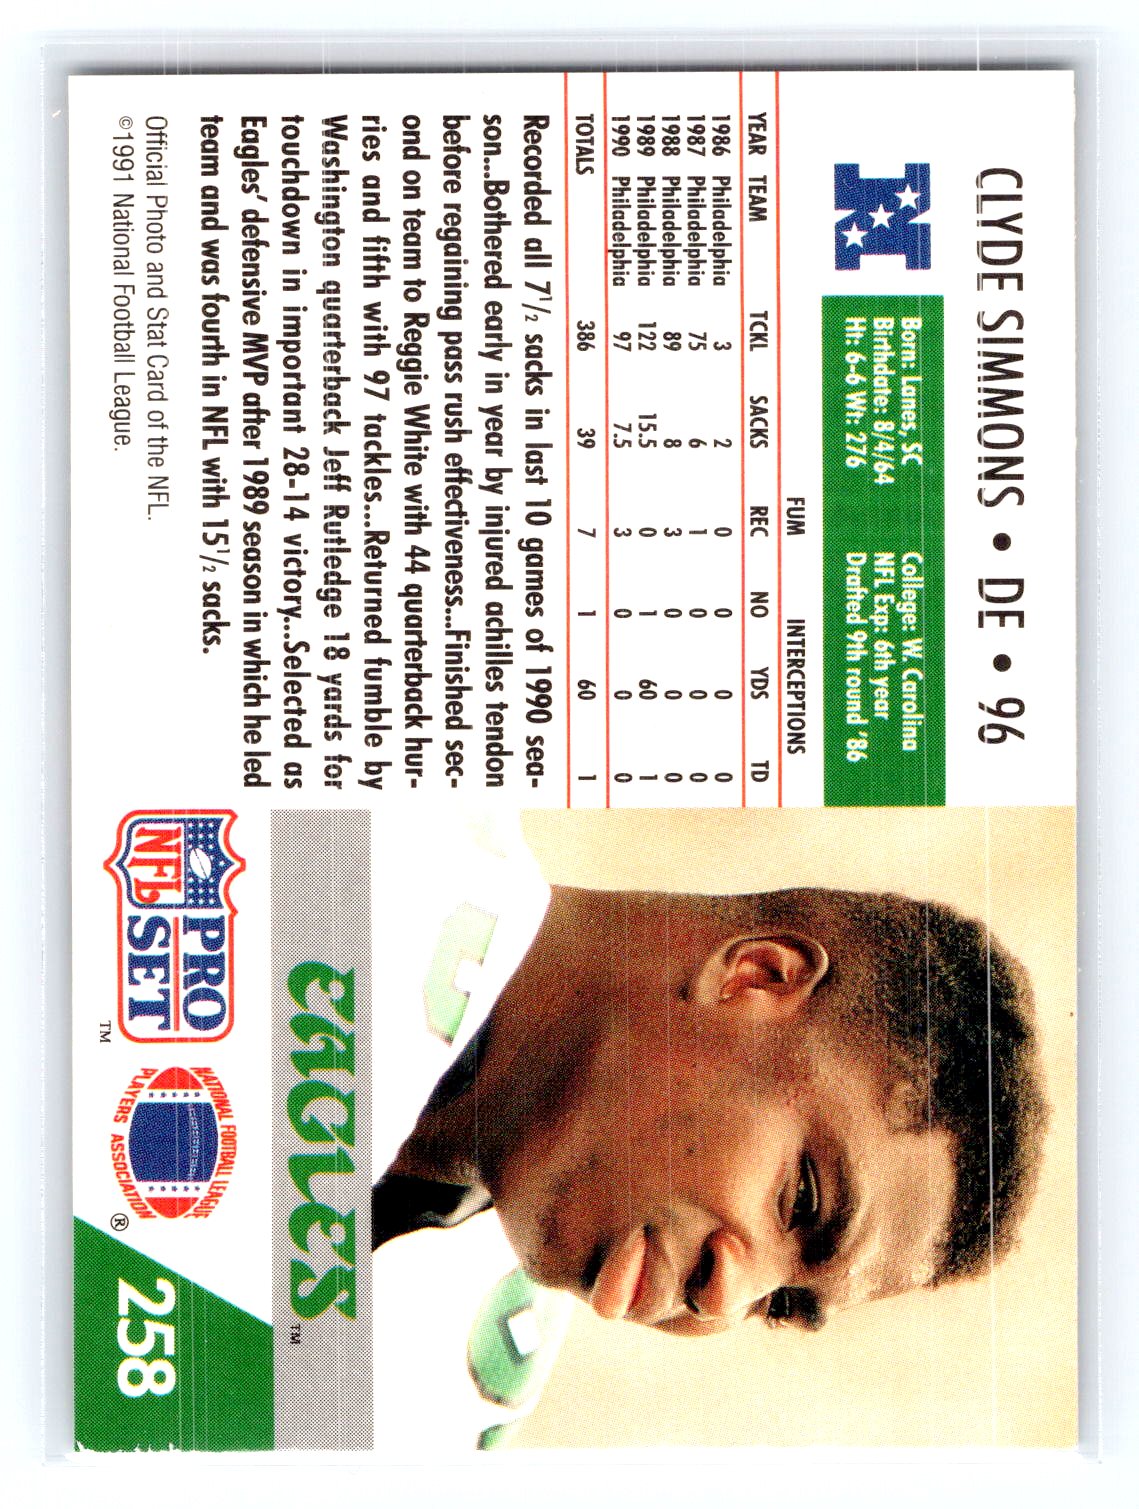 CLYDE SIMMONS • DE • 96
Born: Lanes, SC College: W. Carolina
Birthdate: 8/4/64 NFL Exp: 6th year
Ht: 6-6 Wt: 276 Drafted 9th round '86
FUM INTERCEPTIONS
YEAR TEAM TCKL SACKS REC NO YDS TD
1986 Philadelphia 3 2 0 0 0 0
1987 Philadelphia 75 6 1 0 0 0
1988 Philadelphia 89 8 3 0 0 0
1989 Philadelphia 122 15.5 0 1 60 1
1990 Philadelphia 97 7.5 3 0 0 0
TOTALS 386 39 7 1 60 1
Recorded all 7½ sacks in last 10 games of 1990 sea-
son...Bothered early in year by injured achilles tendon
before regaining pass rush effectiveness...Finished sec-
ond on team to Reggie White with 44 quarterback hur-
ries and fifth with 97 tackles...Returned fumble by
Washington quarterback Jeff Rutledge 18 yards for
touchdown in important 28-14 victory...Selected as
Eagles' defensive MVP after 1989 season in which he led
team and was fourth in NFL with 15½ sacks.
Official Photo and Stat Card of the NFL.
©1991 National Football League.
EAGLES™
NFL PRO SET™
NATIONAL FOOTBALL LEAGUE
PLAYERS ASSOCIATION®
258